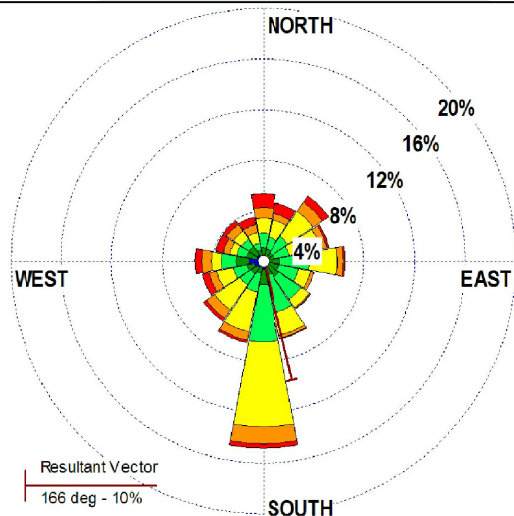 NORTH
20%
16%
12%
8%
4%
WEST
EAST
Resultant Vector
166 deg - 10%
SOUTH